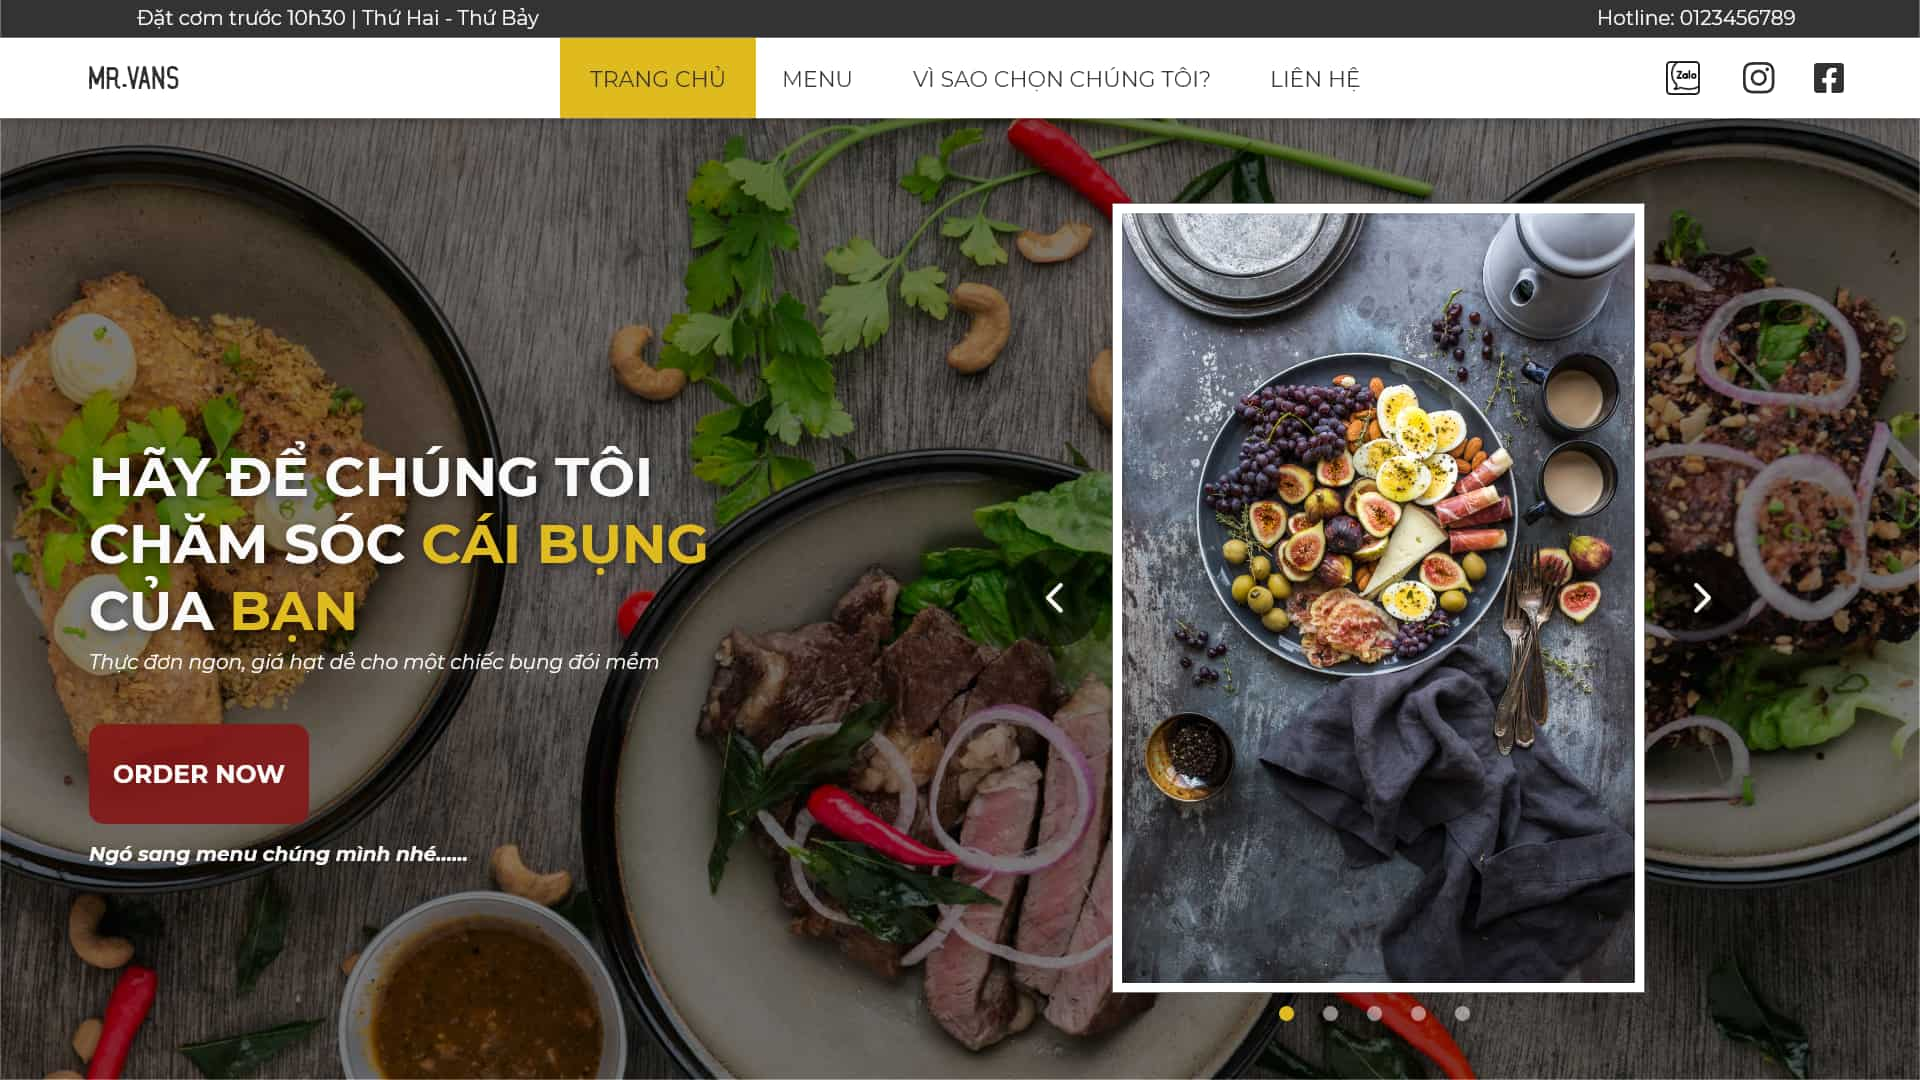 Đặt cơm trước 10h30 | Thứ Hai - Thứ Bảy
Hotline: 0123456789
MR.VANS
TRANG CHỦ
MENU
VÌ SAO CHỌN CHÚNG TÔI?
LIÊN HỆ
Zalo
HÃY ĐỂ CHÚNG TÔI
CHĂM SÓC CÁI BỤNG
CỦA BẠN
Thực đơn ngon, giá hạt dẻ cho một chiếc bụng đói mềm
ORDER NOW
Ngó sang menu chúng mình nhé......